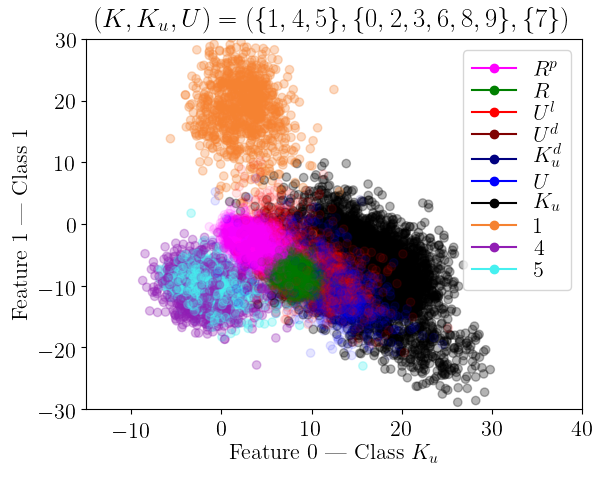 (K, K_u, U) = ({1, 4, 5}, {0, 2, 3, 6, 8, 9}, {7})
30
20
10
0
−10
−20
−30
Feature 1 — Class 1
R^p
R
U^l
U^d
K_u^d
U
K_u
1
4
5
−10
0
10
20
30
40
Feature 0 — Class K_u